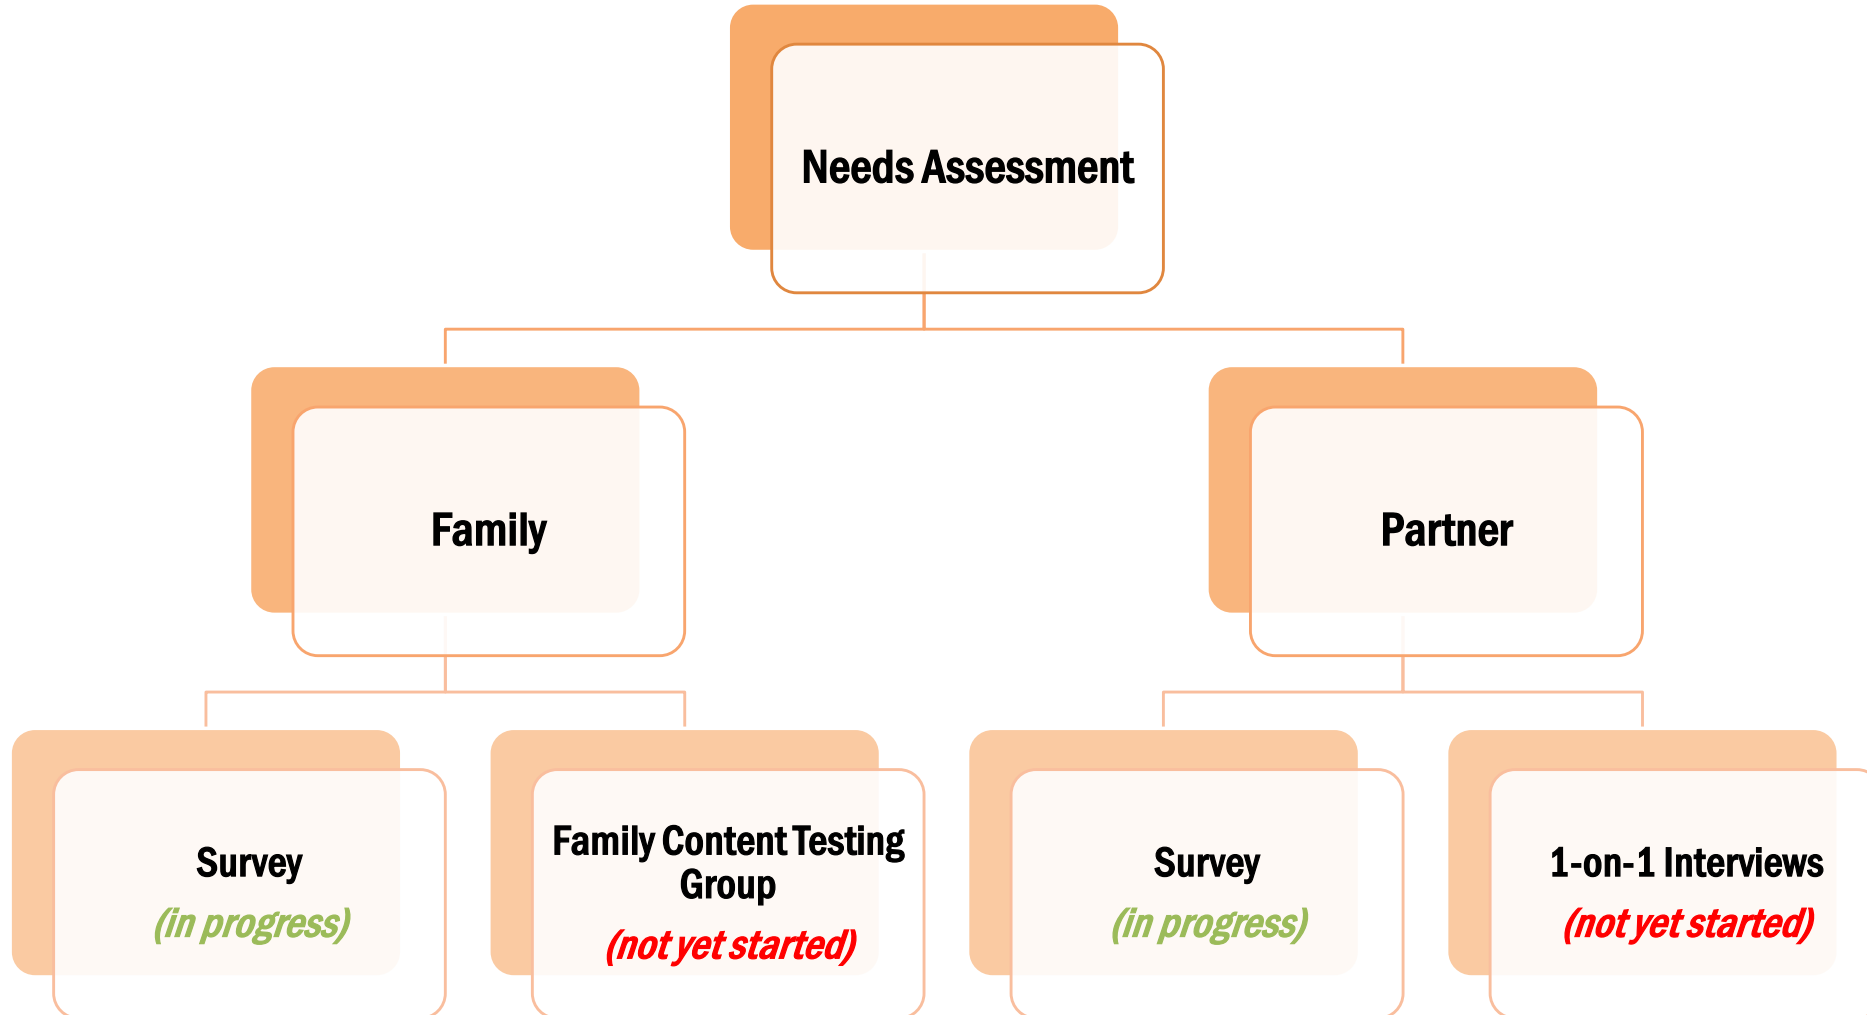 Needs Assessment
Family
Partner
Survey
(in progress)
Family Content Testing
Group
(not yet started)
Survey
(in progress)
1-on-1 Interviews
(not yet started)